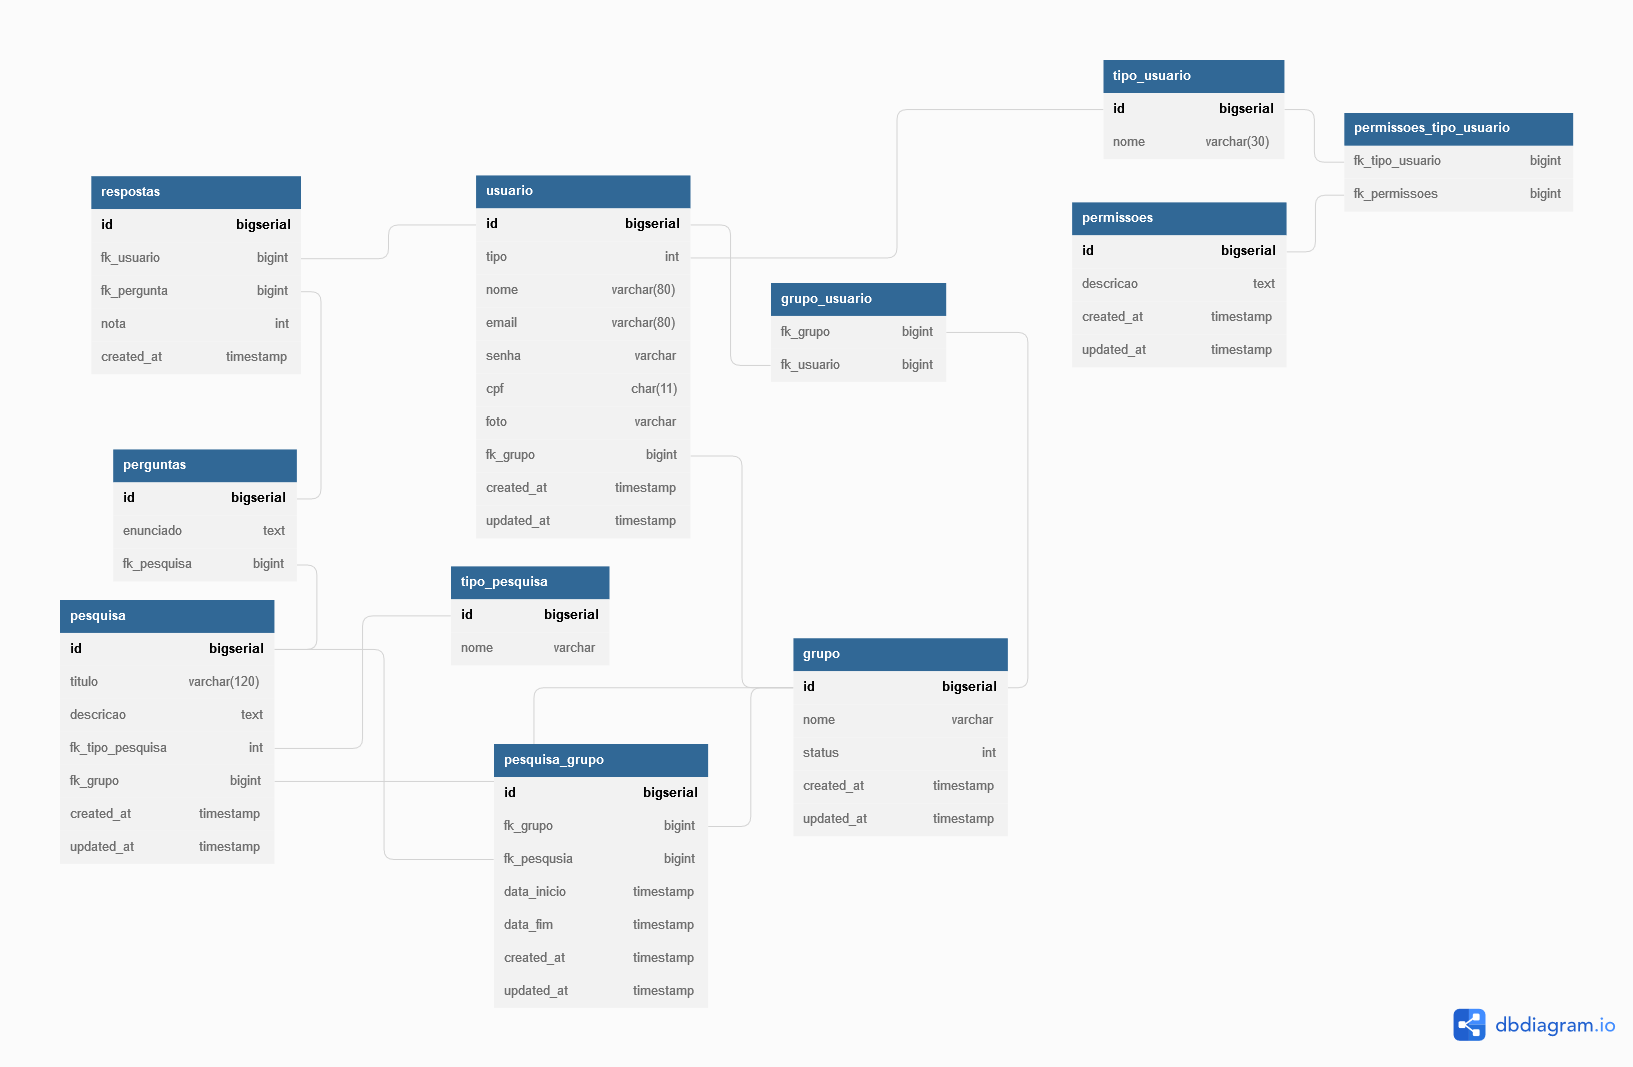 tipo_usuario
id bigserial
nome varchar(30)
permissoes_tipo_usuario
fk_tipo_usuario bigint
fk_permissoes bigint
respostas
id bigserial
fk_usuario bigint
fk_pergunta bigint
nota int
created_at timestamp
usuario
id bigserial
tipo int
nome varchar(80)
email varchar(80)
senha varchar
cpf char(11)
foto varchar
fk_grupo bigint
created_at timestamp
updated_at timestamp
permissoes
id bigserial
descricao text
created_at timestamp
updated_at timestamp
grupo_usuario
fk_grupo bigint
fk_usuario bigint
perguntas
id bigserial
enunciado text
fk_pesquisa bigint
tipo_pesquisa
id bigserial
nome varchar
pesquisa
id bigserial
titulo varchar(120)
descricao text
fk_tipo_pesquisa int
fk_grupo bigint
created_at timestamp
updated_at timestamp
grupo
id bigserial
nome varchar
status int
created_at timestamp
updated_at timestamp
pesquisa_grupo
id bigserial
fk_grupo bigint
fk_pesqusia bigint
data_inicio timestamp
data_fim timestamp
created_at timestamp
updated_at timestamp
dbdiagram.io